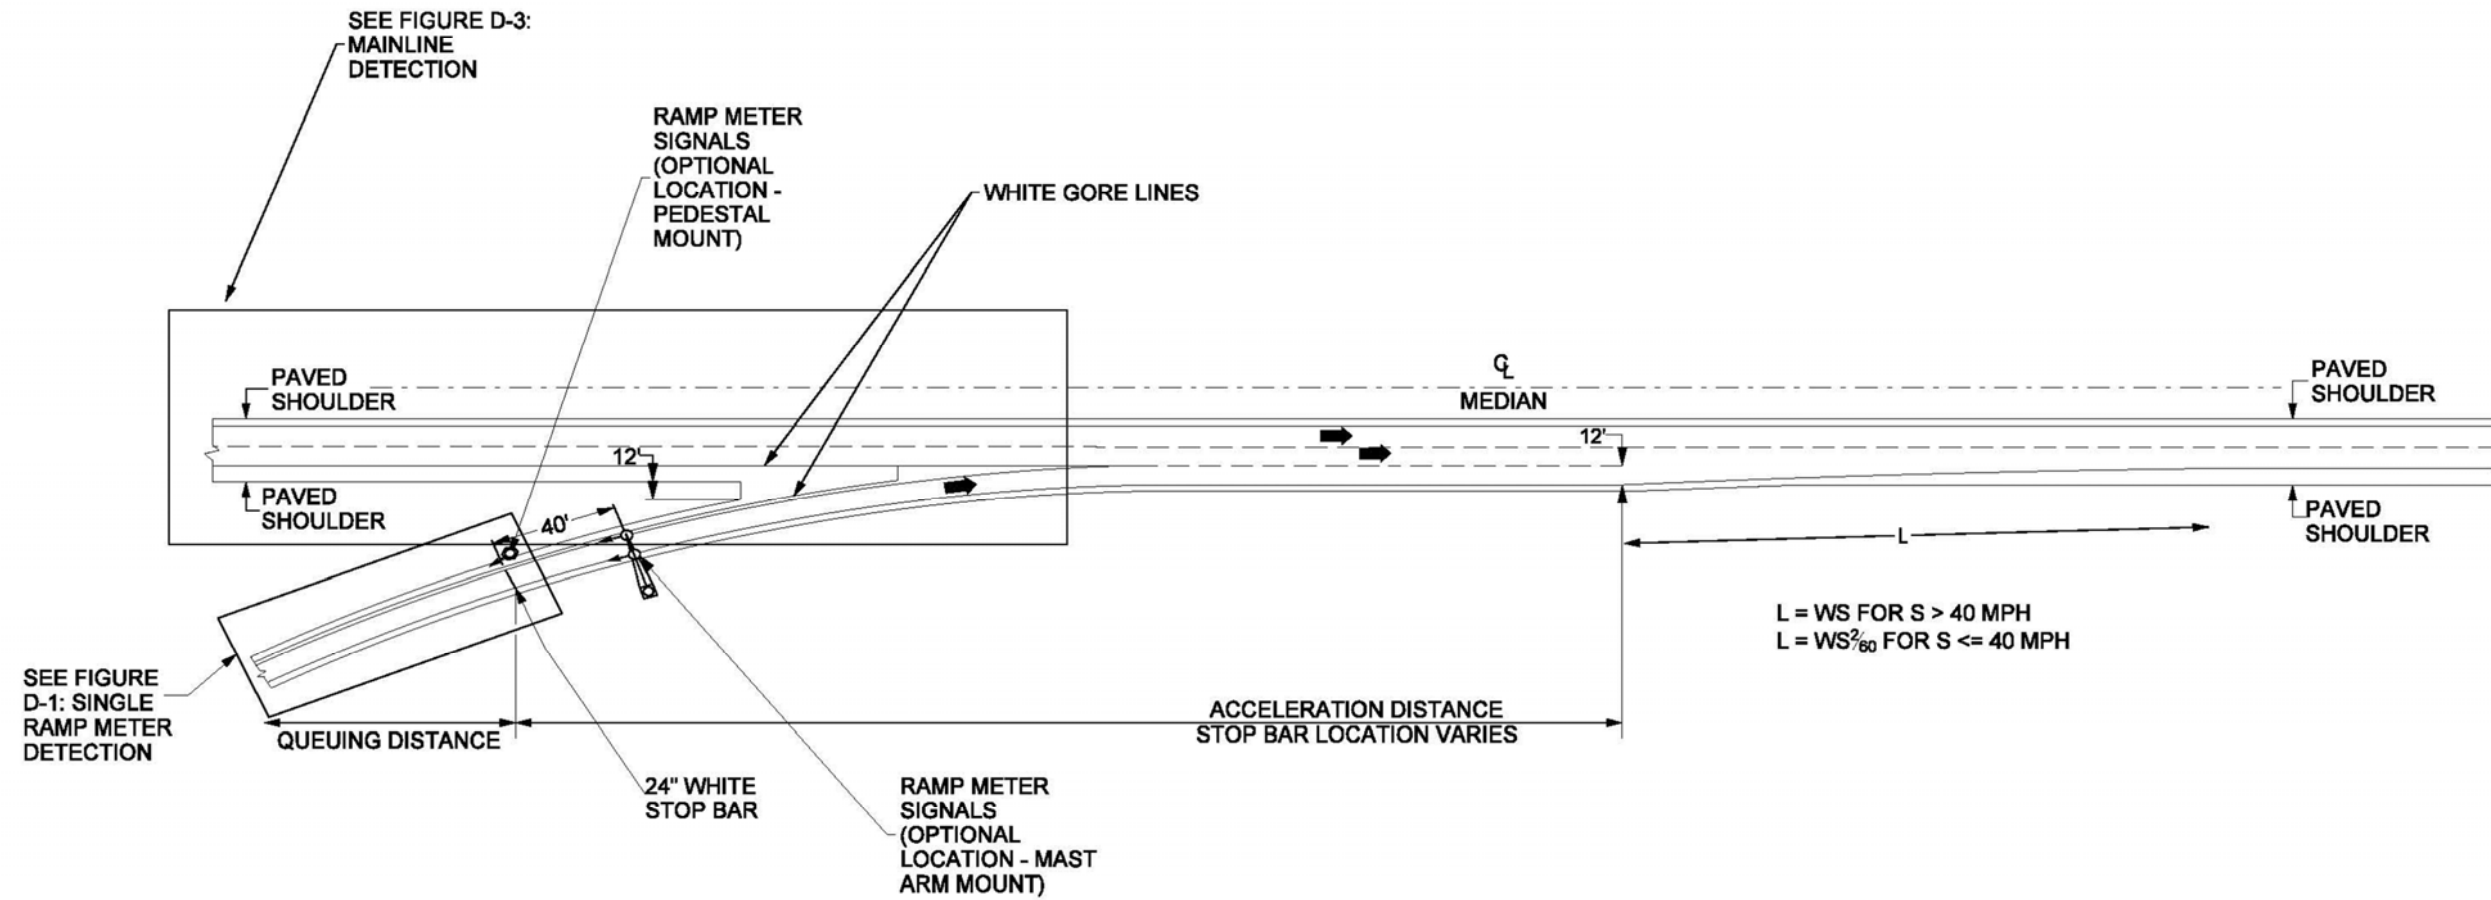 SEE FIGURE D-3:
MAINLINE
DETECTION
RAMP METER
SIGNALS
(OPTIONAL
LOCATION -
PEDESTAL
MOUNT)
WHITE GORE LINES
PAVED
SHOULDER
℄
MEDIAN
PAVED
SHOULDER
12'
12'
PAVED
SHOULDER
40'
PAVED
SHOULDER
L
L = WS FOR S > 40 MPH
L = WS²⁄₆₀ FOR S <= 40 MPH
SEE FIGURE
D-1: SINGLE
RAMP METER
DETECTION
QUEUING DISTANCE
ACCELERATION DISTANCE
STOP BAR LOCATION VARIES
24" WHITE
STOP BAR
RAMP METER
SIGNALS
(OPTIONAL
LOCATION - MAST
ARM MOUNT)